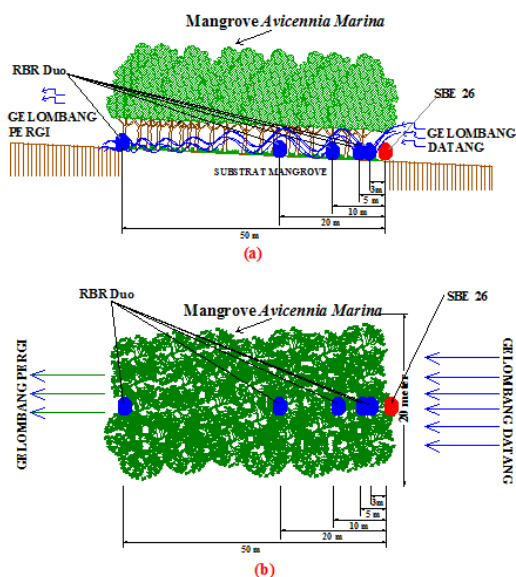 Mangrove Avicennia Marina
RBR Duo
SBE 26
GELOMBANG
PERGI
GELOMBANG
DATANG
SUBSTRAT MANGROVE
3m
5 m
10 m
20 m
50 m
(a)
RBR Duo
SBE 26
Mangrove Avicennia Marina
GELOMBANG PERGI
20 meter
GELOMBANG DATANG
3m
5 m
10 m
20 m
50 m
(b)